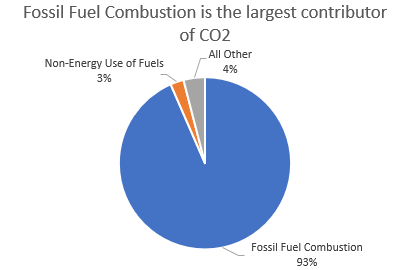 Fossil Fuel Combustion is the largest contributor
of CO2
Non-Energy Use of Fuels
3%
All Other
4%
Fossil Fuel Combustion
93%